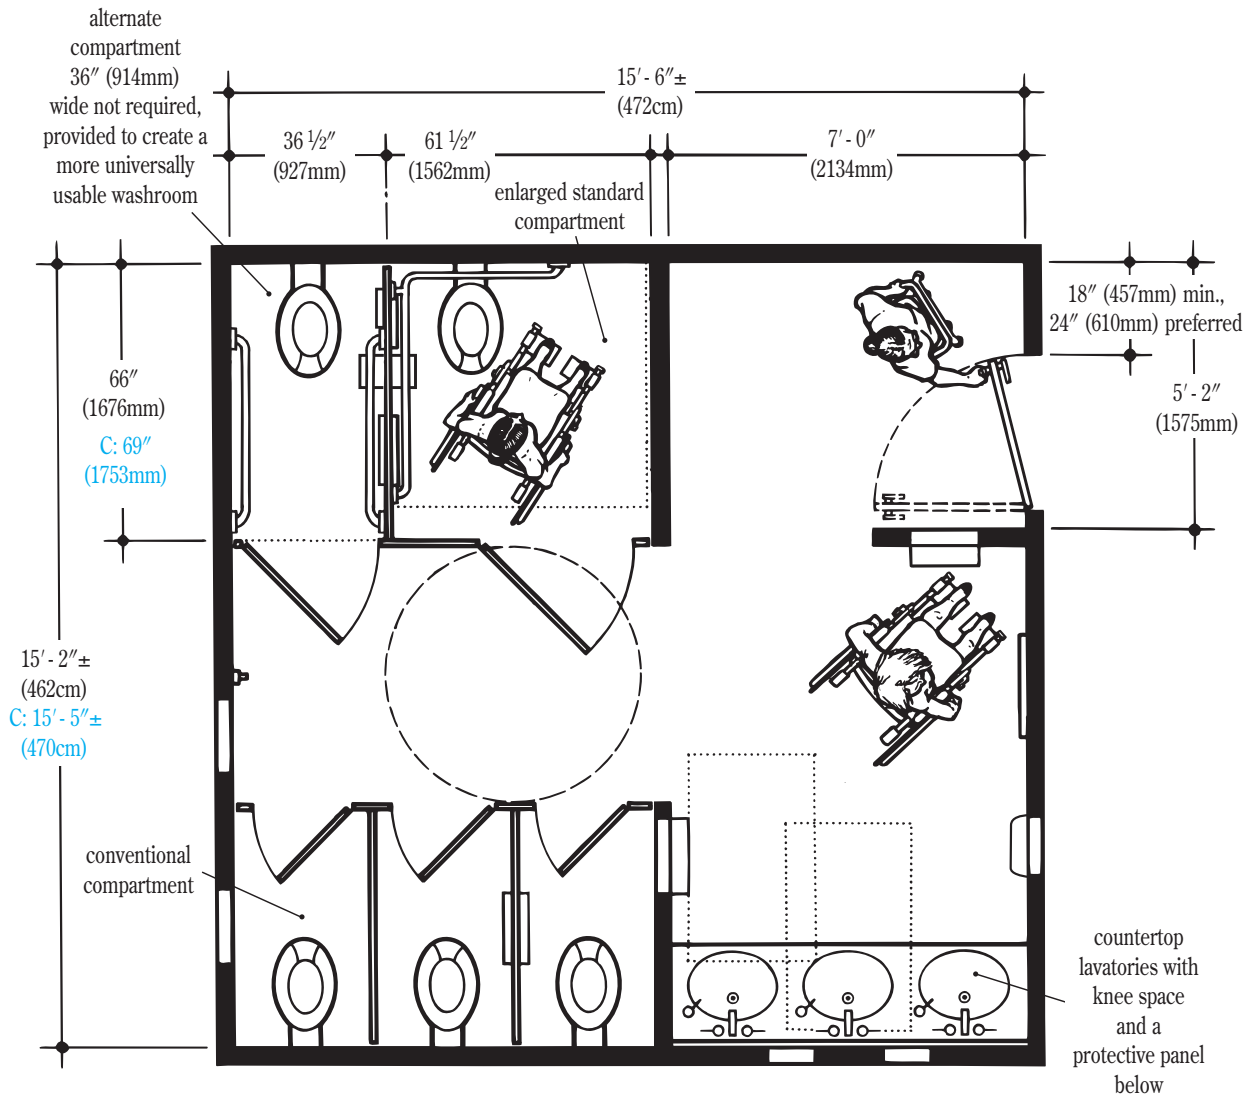 alternate
compartment
36″ (914mm)
wide not required,
provided to create a
more universally
usable washroom
15′ - 6″±
(472cm)
36 ½″
(927mm)
61 ½″
(1562mm)
7′ - 0″
(2134mm)
enlarged standard
compartment
18″ (457mm) min.,
24″ (610mm) preferred
5′ - 2″
(1575mm)
66″
(1676mm)
C: 69″
(1753mm)
15′ - 2″±
(462cm)
C: 15′ - 5″±
(470cm)
conventional
compartment
countertop
lavatories with
knee space
and a
protective panel
below